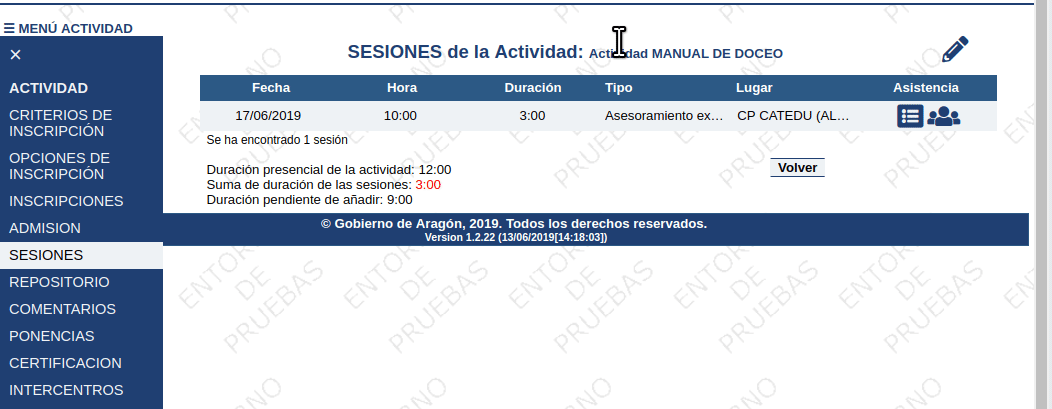 ☰ MENÚ ACTIVIDAD
×
ACTIVIDAD
CRITERIOS DE
INSCRIPCIÓN
OPCIONES DE
INSCRIPCIÓN
INSCRIPCIONES
ADMISION
SESIONES
REPOSITORIO
COMENTARIOS
PONENCIAS
CERTIFICACION
INTERCENTROS
SESIONES de la Actividad: Actividad MANUAL DE DOCEO
Fecha Hora Duración Tipo Lugar Asistencia
17/06/2019 10:00 3:00 Asesoramiento ex… CP CATEDU (AL…
Se ha encontrado 1 sesión
Duración presencial de la actividad: 12:00
Suma de duración de las sesiones: 3:00
Duración pendiente de añadir: 9:00
Volver
© Gobierno de Aragón, 2019. Todos los derechos reservados.
Version 1.2.22 (13/06/2019[14:18:03])
ENTORNO
DE
PRUEBAS